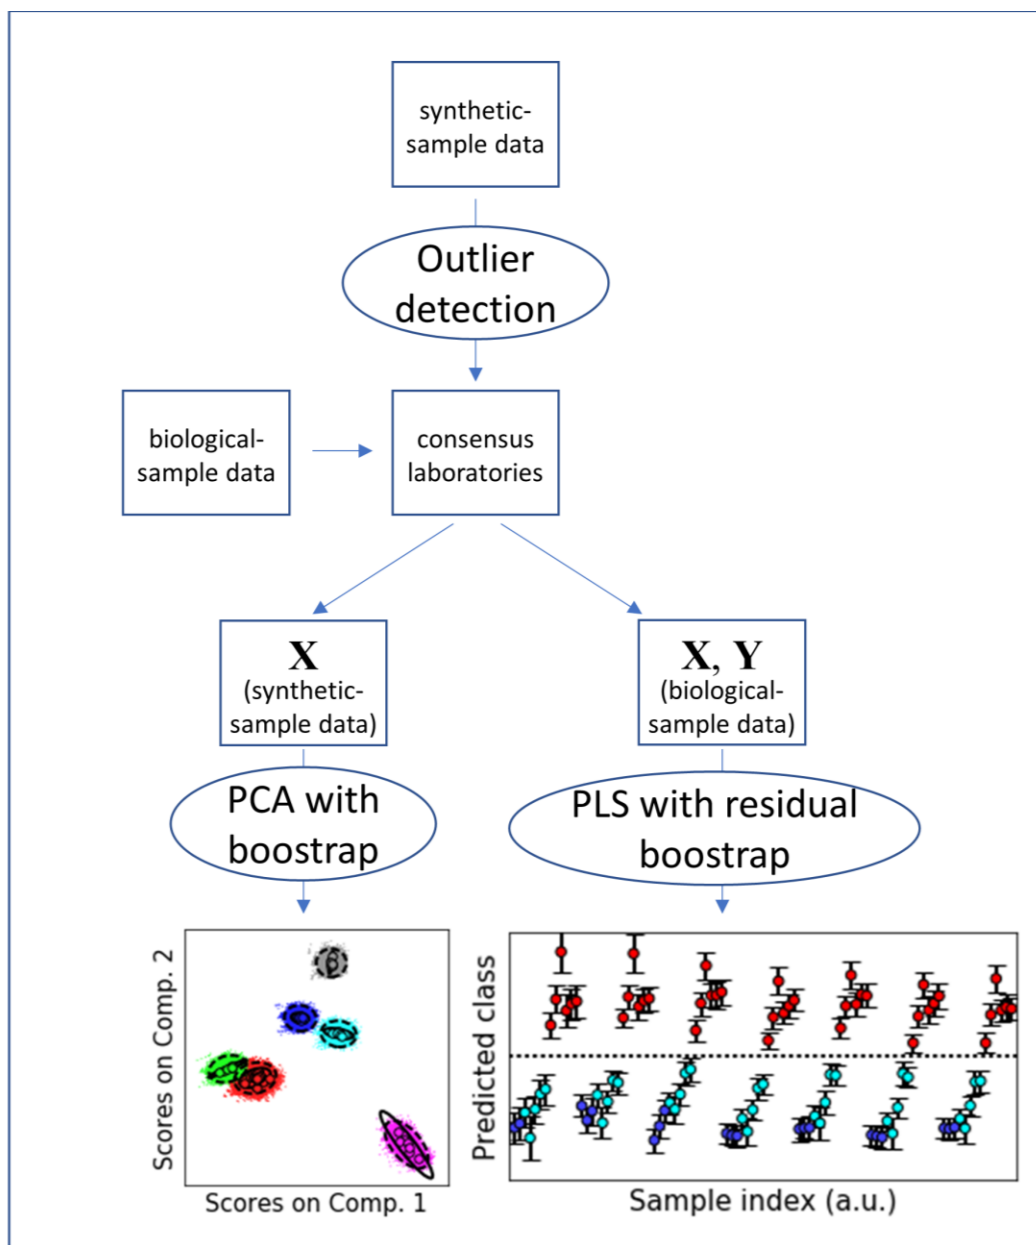 synthetic-
sample data
Outlier
detection
biological-
sample data
consensus
laboratories
X
(synthetic-
sample data)
X, Y
(biological-
sample data)
PCA with
boostrap
PLS with residual
boostrap
Scores on Comp. 2
Scores on Comp. 1
Predicted class
Sample index (a.u.)